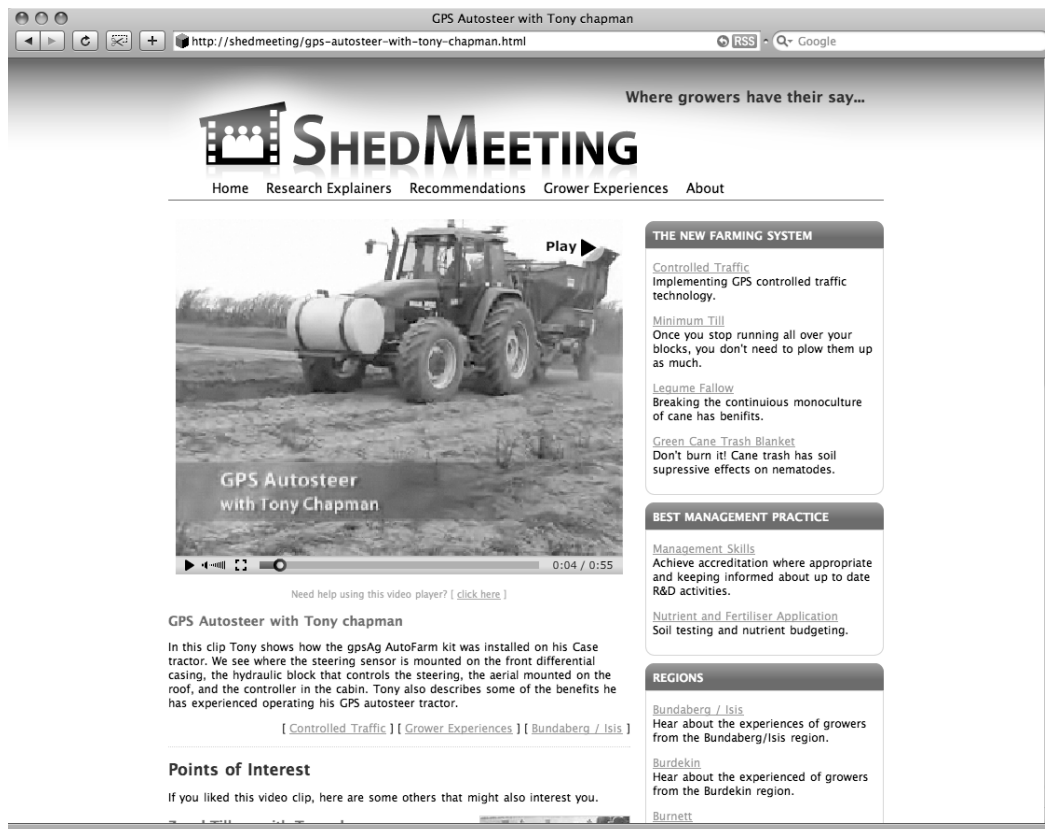 GPS Autosteer with Tony chapman
http://shedmeeting/gps-autosteer-with-tony-chapman.html
RSS
Google
Where growers have their say...
SHEDMEETING
Home Research Explainers Recommendations Grower Experiences About
Play
GPS Autosteer
with Tony Chapman
0:04 / 0:55
Need help using this video player? [ click here ]
GPS Autosteer with Tony chapman
In this clip Tony shows how the gpsAg AutoFarm kit was installed on his Case
tractor. We see where the steering sensor is mounted on the front differential
casing, the hydraulic block that controls the steering, the aerial mounted on the
roof, and the controller in the cabin. Tony also describes some of the benefits he
has experienced operating his GPS autosteer tractor.
[ Controlled Traffic ] [ Grower Experiences ] [ Bundaberg / Isis ]
Points of Interest
If you liked this video clip, here are some others that might also interest you.
THE NEW FARMING SYSTEM
Controlled Traffic
Implementing GPS controlled traffic
technology.
Minimum Till
Once you stop running all over your
blocks, you don't need to plow them up
as much.
Legume Fallow
Breaking the continuious monoculture
of cane has benifits.
Green Cane Trash Blanket
Don't burn it! Cane trash has soil
supressive effects on nematodes.
BEST MANAGEMENT PRACTICE
Management Skills
Achieve accreditation where appropriate
and keeping informed about up to date
R&D activities.
Nutrient and Fertiliser Application
Soil testing and nutrient budgeting.
REGIONS
Bundaberg / Isis
Hear about the experiences of growers
from the Bundaberg/Isis region.
Burdekin
Hear about the experienced of growers
from the Burdekin region.
Burnett